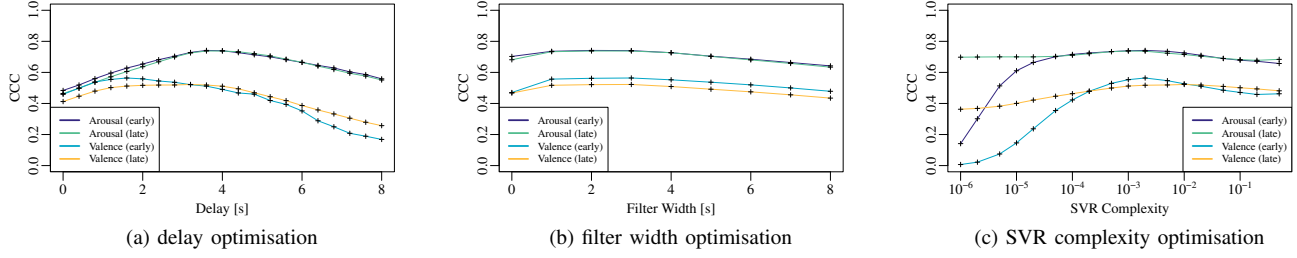 CCC
1.0
0.8
0.6
0.4
0.2
0.0
Arousal (early)
Arousal (late)
Valence (early)
Valence (late)
0 2 4 6 8
Delay [s]
(a) delay optimisation
CCC
1.0
0.8
0.6
0.4
0.2
0.0
Arousal (early)
Arousal (late)
Valence (early)
Valence (late)
0 2 4 6 8
Filter Width [s]
(b) filter width optimisation
CCC
1.0
0.8
0.6
0.4
0.2
0.0
Arousal (early)
Arousal (late)
Valence (early)
Valence (late)
10⁻⁶ 10⁻⁵ 10⁻⁴ 10⁻³ 10⁻² 10⁻¹
SVR Complexity
(c) SVR complexity optimisation